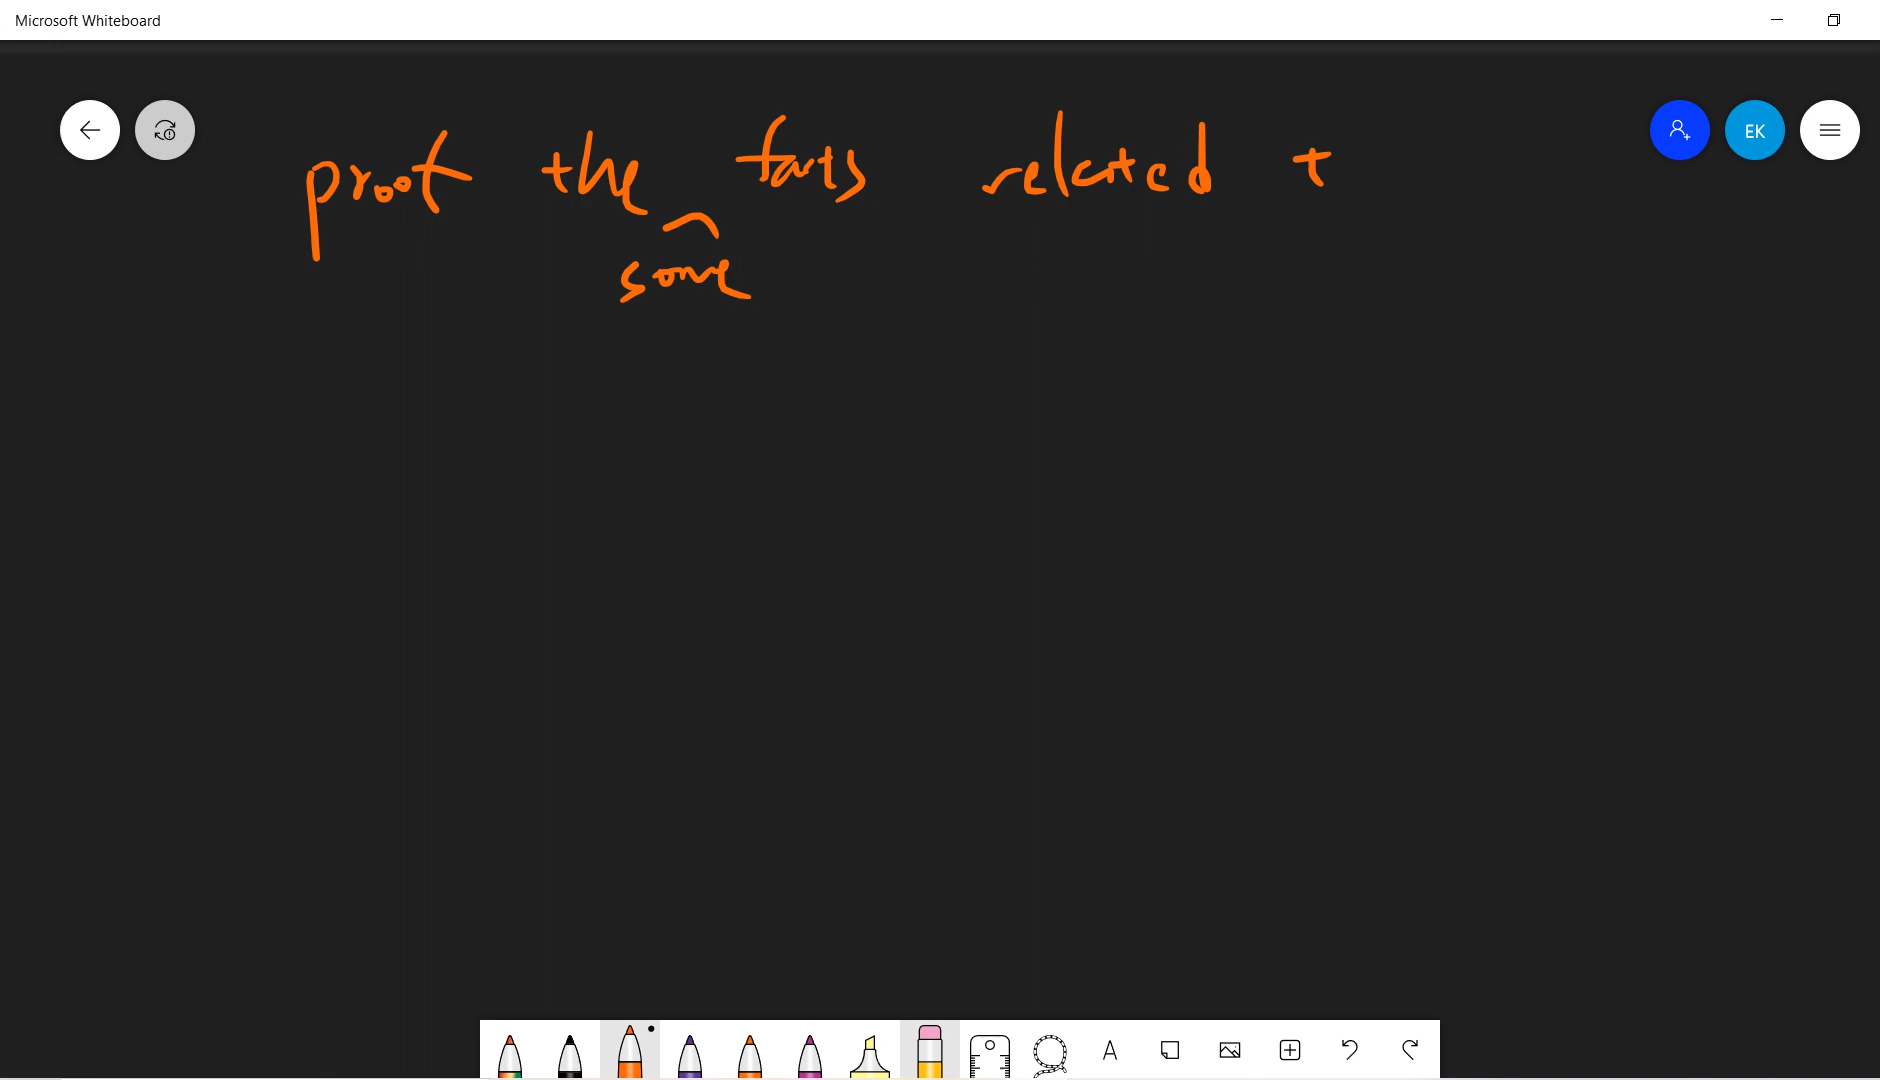 Microsoft Whiteboard
EK
proof the facts related t
some
A